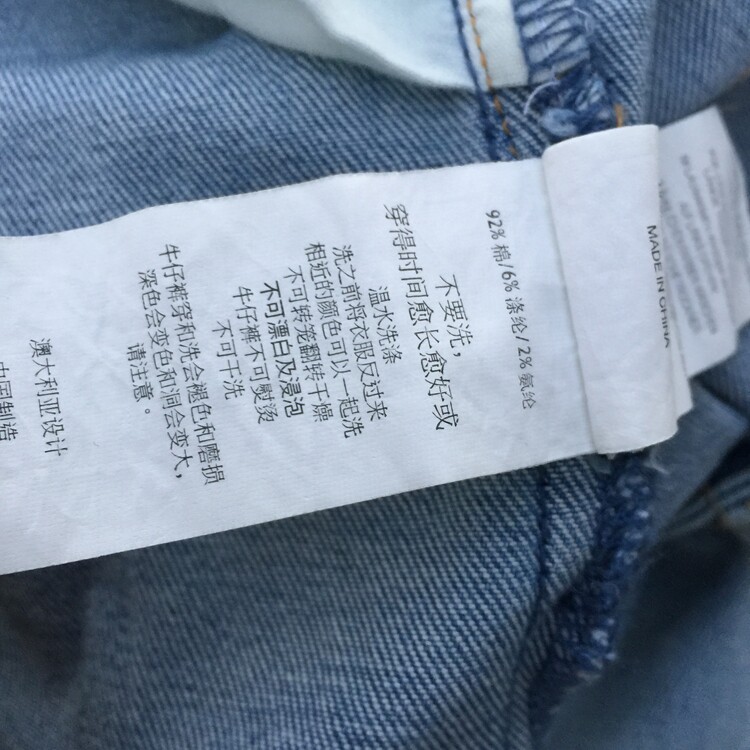 92% 棉/6% 涤纶/2% 氨纶
不要洗，
穿得时间愈长愈好或
温水洗涤
洗之前将衣服反过来
相近的颜色可以一起洗
不可转笼翻转干燥
不可漂白及浸泡
牛仔裤不可熨烫
不可干洗
牛仔裤穿和洗会褪色和磨损
深色会变色和洞会变大，
请注意。
澳大利亚设计
中国制造
MADE IN CHINA